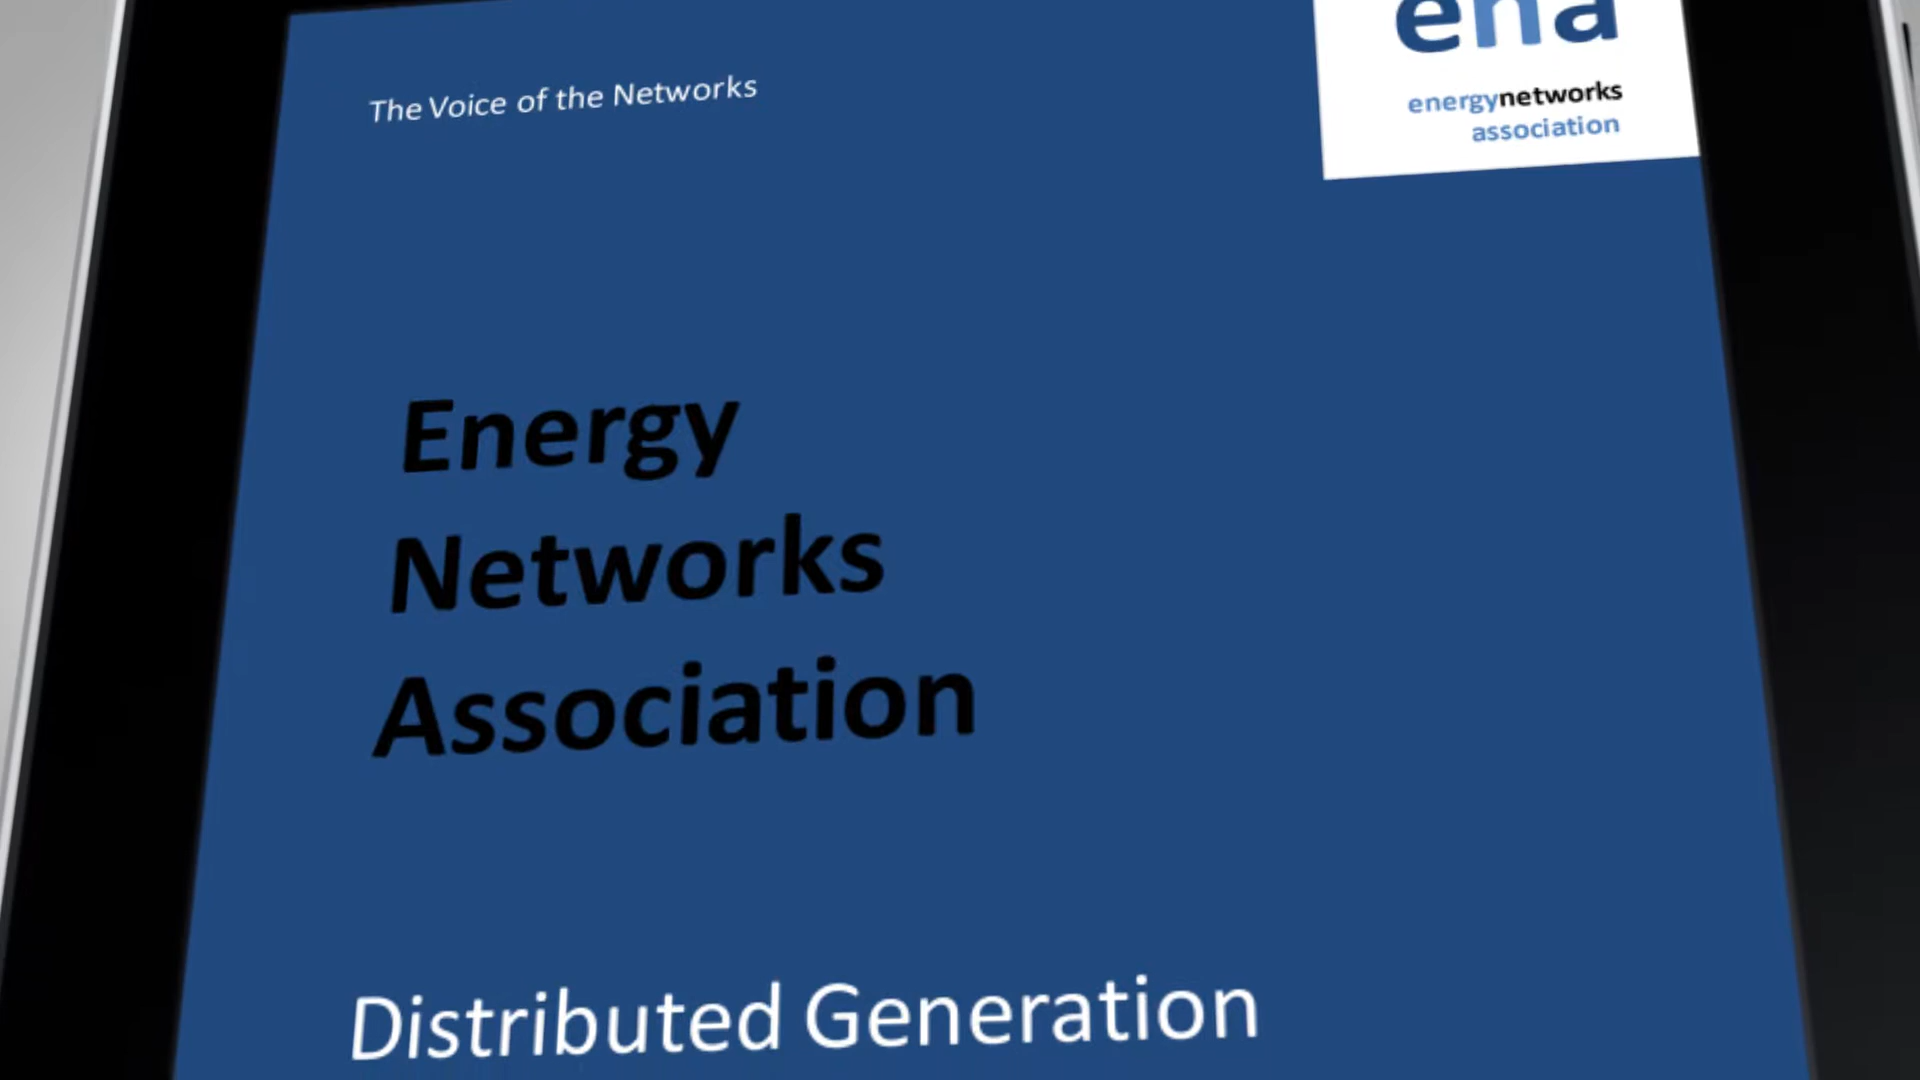 The Voice of the Networks
ena
energynetworks
association
Energy
Networks
Association
Distributed Generation